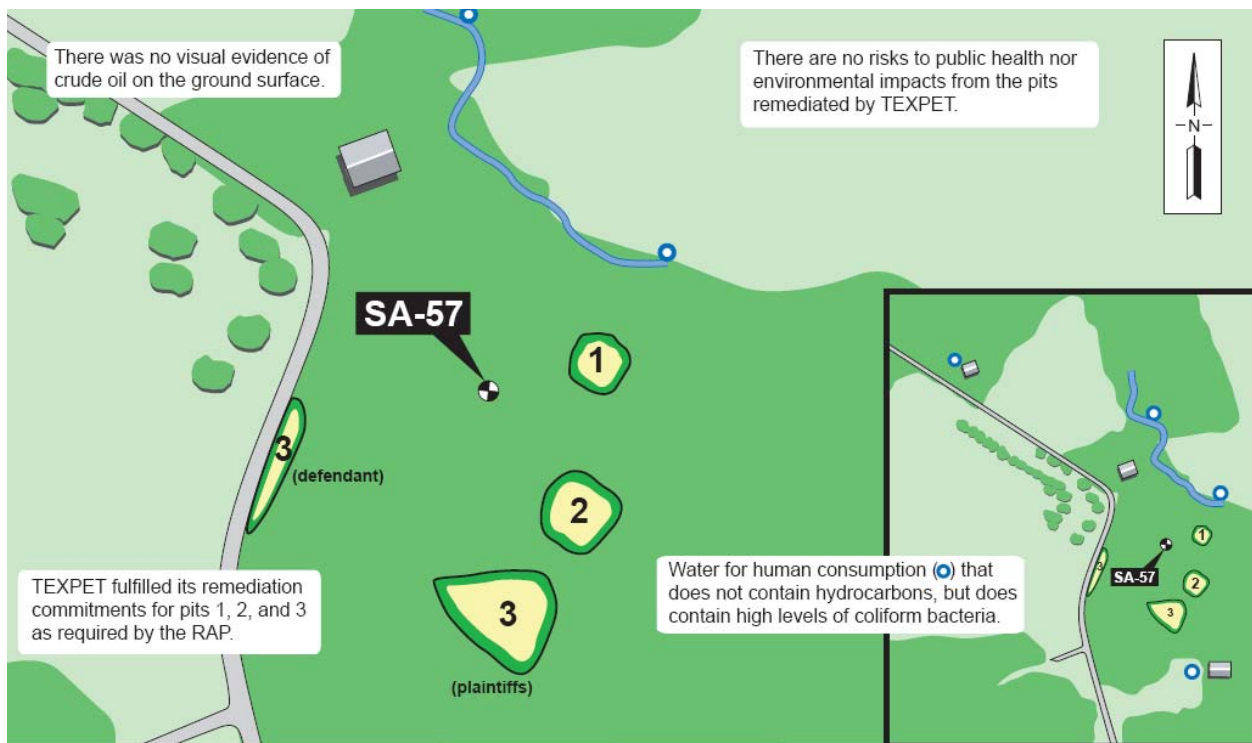 There was no visual evidence of
crude oil on the ground surface.
There are no risks to public health nor
environmental impacts from the pits
remediated by TEXPET.
N
SA-57
1
3
(defendant)
2
3
(plaintiffs)
TEXPET fulfilled its remediation
commitments for pits 1, 2, and 3
as required by the RAP.
Water for human consumption ( ) that
does not contain hydrocarbons, but does
contain high levels of coliform bacteria.
1
3
SA-57
2
3